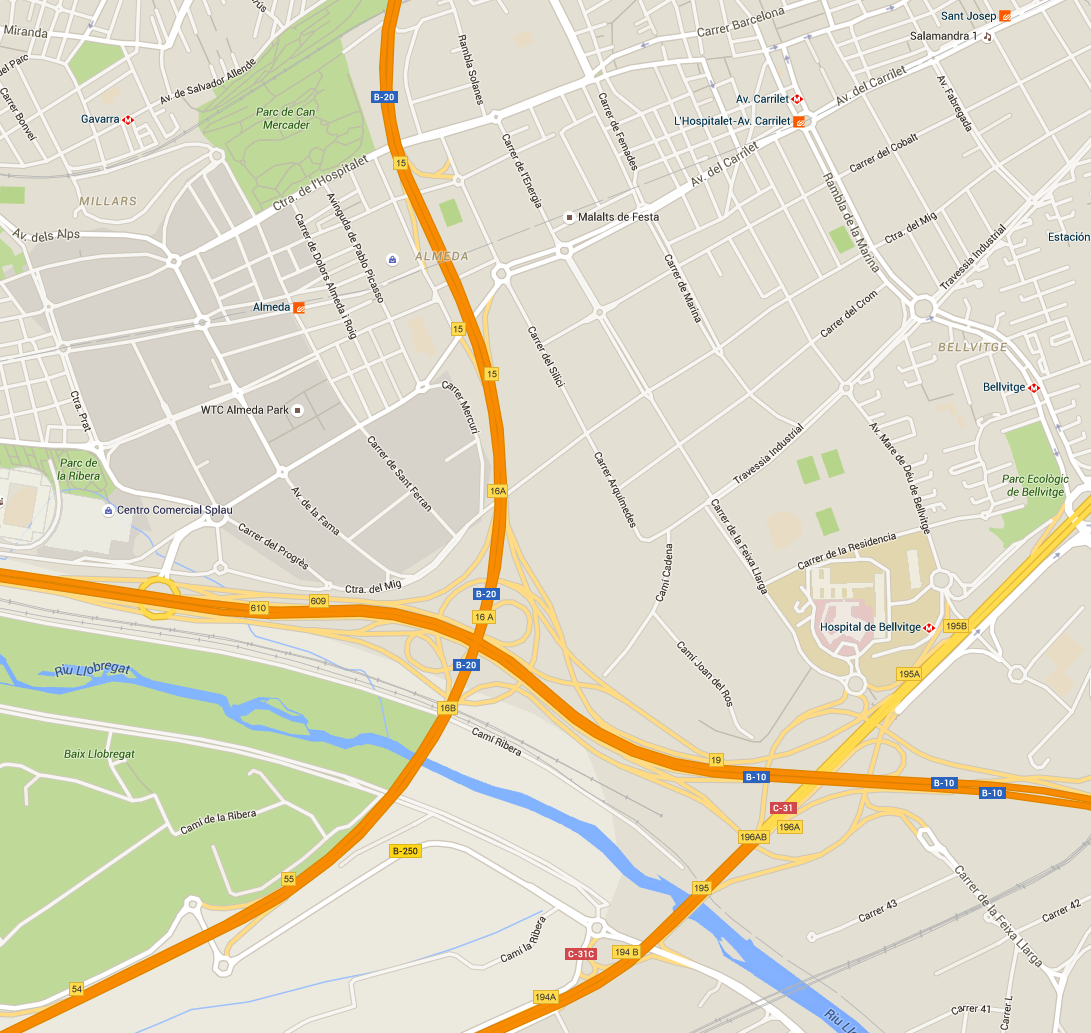 Sant Josep
Carrer Barcelona
Miranda
Salamandra 1
del Parc
Rambla Solanes
Av. de Salvador Allende
Av. del Carrilet
Av. Fabregada
Carrer Bonvel
B-20
Av. Carrilet
Parc de Can
Mercader
Carrer de Femades
Gavarra
L'Hospitalet-Av. Carrilet
Carrer de l'Energia
Carrer del Cobalt
15
Av. del Carrilet
Ctra. de l'Hospitalet
Rambla de la Marina
MILLARS
Avinguda de Pablo Picasso
Carrer de Dolors Almeda i Roig
Malalts de Festa
Ctra. del Mig
Av. dels Alps
Travessia Industrial
Estación
ALMEDA
Carrer de Marina
Almeda
Carrer del Crom
15
Carrer del Silici
BELLVITGE
15
Bellvitge
Ctra. Prat
Carrer Mercuri
WTC Almeda Park
Av. Mare de Déu de Bellvitge
Travessia Industrial
Carrer de Sant Ferran
Carrer Arquimedes
Parc de
la Ribera
Parc Ecològic
de Bellvitge
16A
Av. de la Fama
Centro Comercial Splau
Carrer de la Feixa Llarga
Carrer del Progrés
Carrer de la Residencia
Camí Cadena
Ctra. del Mig
B-20
609
610
16 A
Hospital de Bellvitge
195B
Camí Joan del Ros
Riu Llobregat
B-20
195A
16B
Camí Ribera
Baix Llobregat
19
B-10
B-10
B-10
C-31
Camí de la Ribera
196A
196AB
B-250
55
195
Carrer de la Feixa Llarga
Carrer 43
Carrer 42
Camí la Ribera
C-31C
194 B
54
194A
Carrer 41
Carrer L
Riu Ll